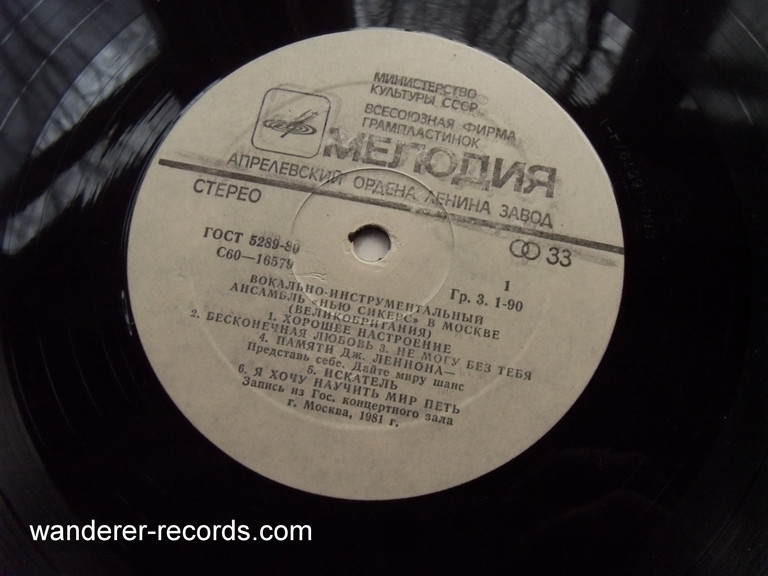 МИНИСТЕРСТВО
КУЛЬТУРЫ СССР
ВСЕСОЮЗНАЯ ФИРМА
ГРАМПЛАСТИНОК
МЕЛОДИЯ
АПРЕЛЕВСКИЙ ОРДЕНА ЛЕНИНА ЗАВОД
СТЕРЕО
33
ГОСТ 5289-80
С60—16579
1
Гр. 3. 1-90
ВОКАЛЬНО-ИНСТРУМЕНТАЛЬНЫЙ
АНСАМБЛЬ «НЬЮ СИКЕРС» В МОСКВЕ
(ВЕЛИКОБРИТАНИЯ)
1. ХОРОШЕЕ НАСТРОЕНИЕ
2. БЕСКОНЕЧНАЯ ЛЮБОВЬ 3. НЕ МОГУ БЕЗ ТЕБЯ
4. ПАМЯТИ Дж. ЛЕННОНА—
Представь себе. Дайте миру шанс
5. ИСКАТЕЛЬ
6. Я ХОЧУ НАУЧИТЬ МИР ПЕТЬ
Запись из Гос. концертного зала
г. Москва, 1981 г.
wanderer-records.com